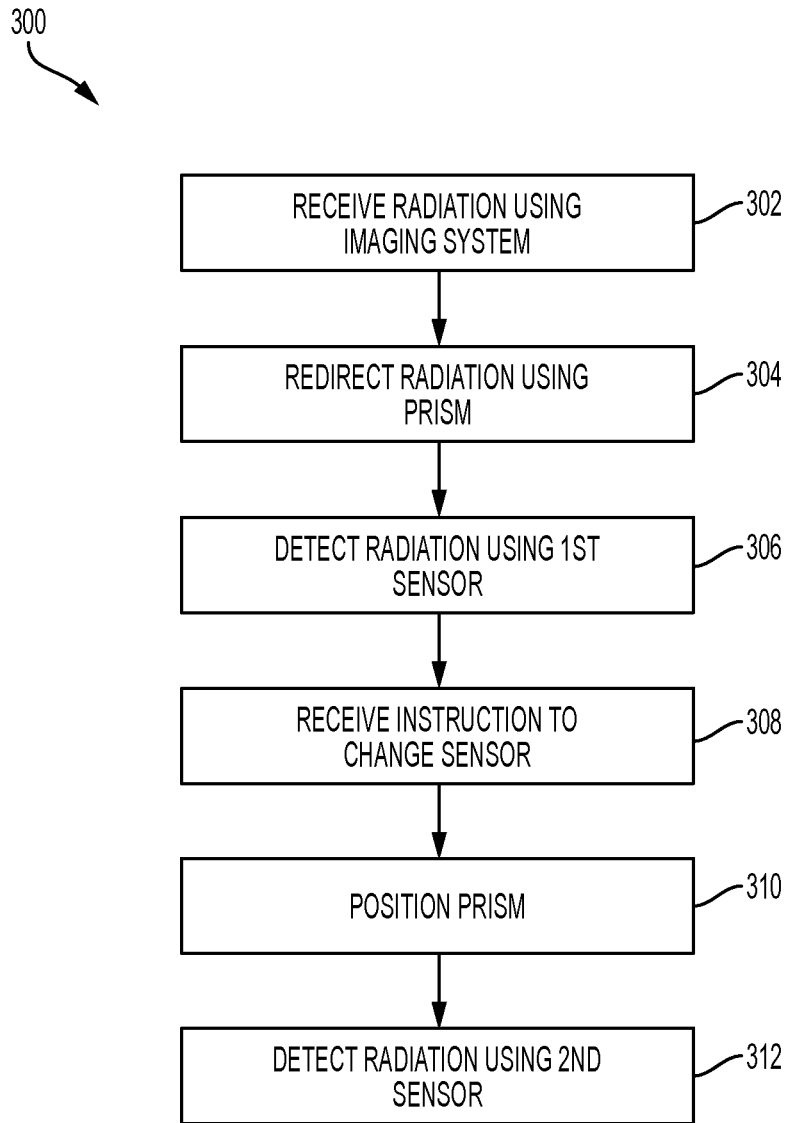 300
RECEIVE RADIATION USING
IMAGING SYSTEM
302
REDIRECT RADIATION USING
PRISM
304
DETECT RADIATION USING 1ST
SENSOR
306
RECEIVE INSTRUCTION TO
CHANGE SENSOR
308
POSITION PRISM
310
DETECT RADIATION USING 2ND
SENSOR
312